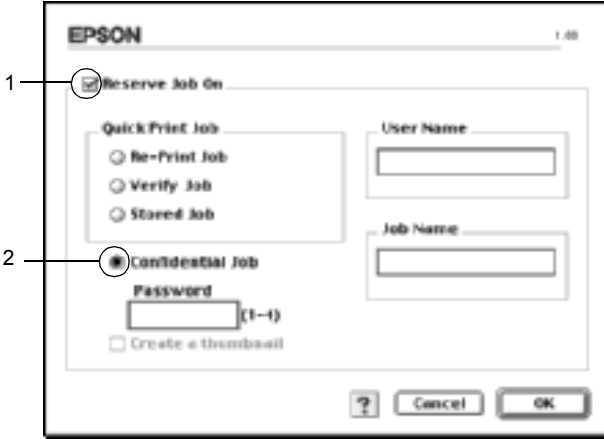 EPSON
1
Reserve Job On
Quick Print Job
Re-Print Job
Verify Job
Stored Job
2
Confidential Job
Password
(1-4)
Create a thumbnail
User Name
Job Name
?
Cancel
OK